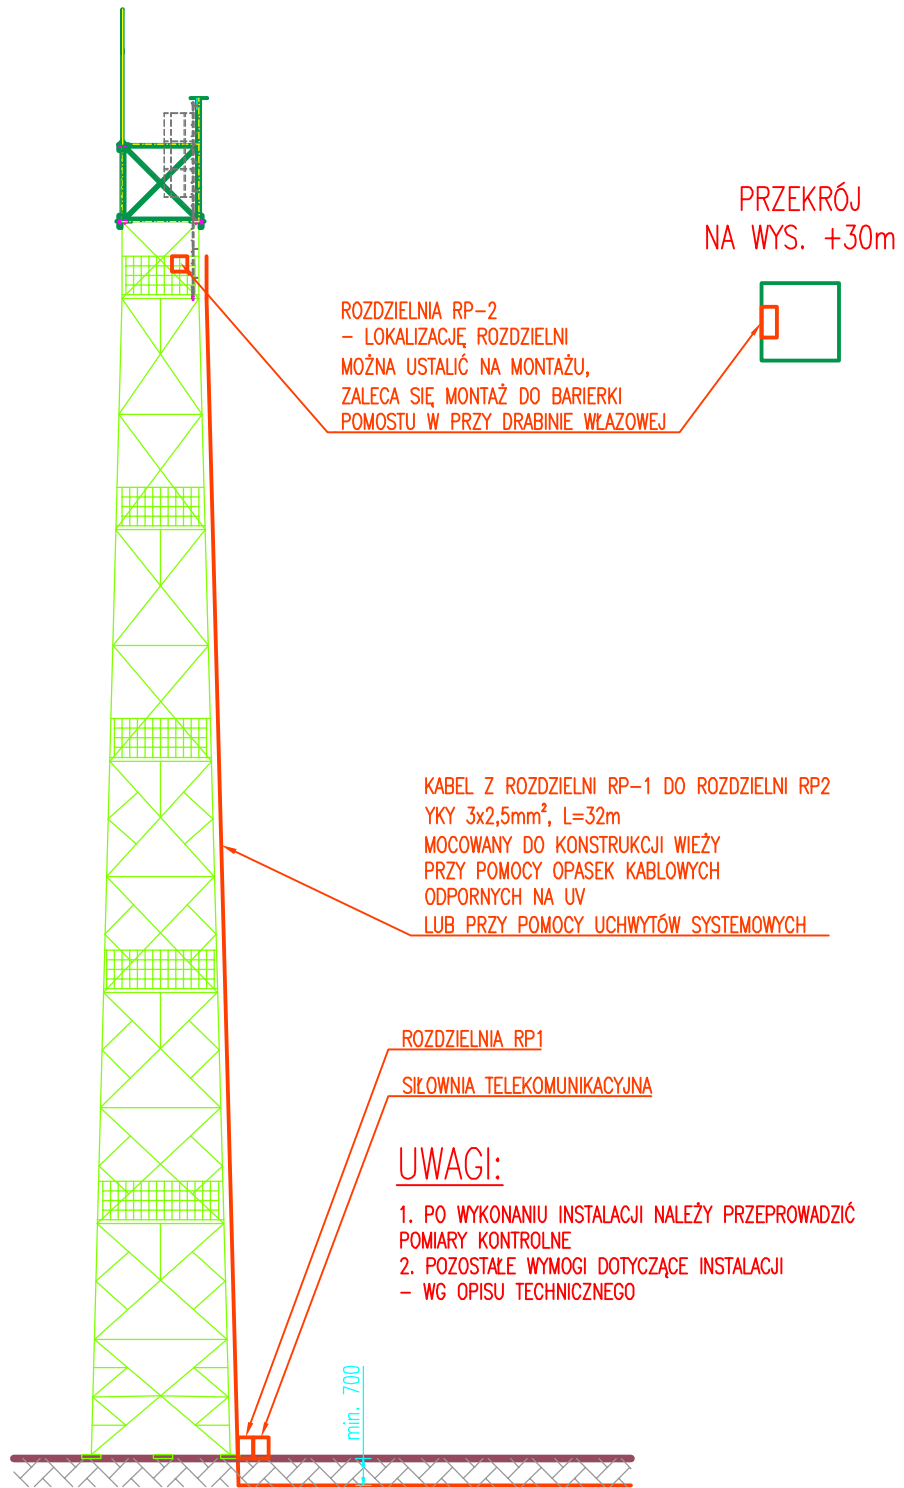 PRZEKRÓJ
NA WYS. +30m
ROZDZIELNIA RP-2
- LOKALIZACJĘ ROZDZIELNI
MOŻNA USTALIĆ NA MONTAŻU,
ZALECA SIĘ MONTAŻ DO BARIERKI
POMOSTU W PRZY DRABINIE WŁAZOWEJ
KABEL Z ROZDZIELNI RP-1 DO ROZDZIELNI RP2
YKY 3x2,5mm², L=32m
MOCOWANY DO KONSTRUKCJI WIEŻY
PRZY POMOCY OPASEK KABLOWYCH
ODPORNYCH NA UV
LUB PRZY POMOCY UCHWYTÓW SYSTEMOWYCH
ROZDZIELNIA RP1
SIŁOWNIA TELEKOMUNIKACYJNA
UWAGI:
1. PO WYKONANIU INSTALACJI NALEŻY PRZEPROWADZIĆ
POMIARY KONTROLNE
2. POZOSTAŁE WYMOGI DOTYCZĄCE INSTALACJI
- WG OPISU TECHNICZNEGO
min. 700